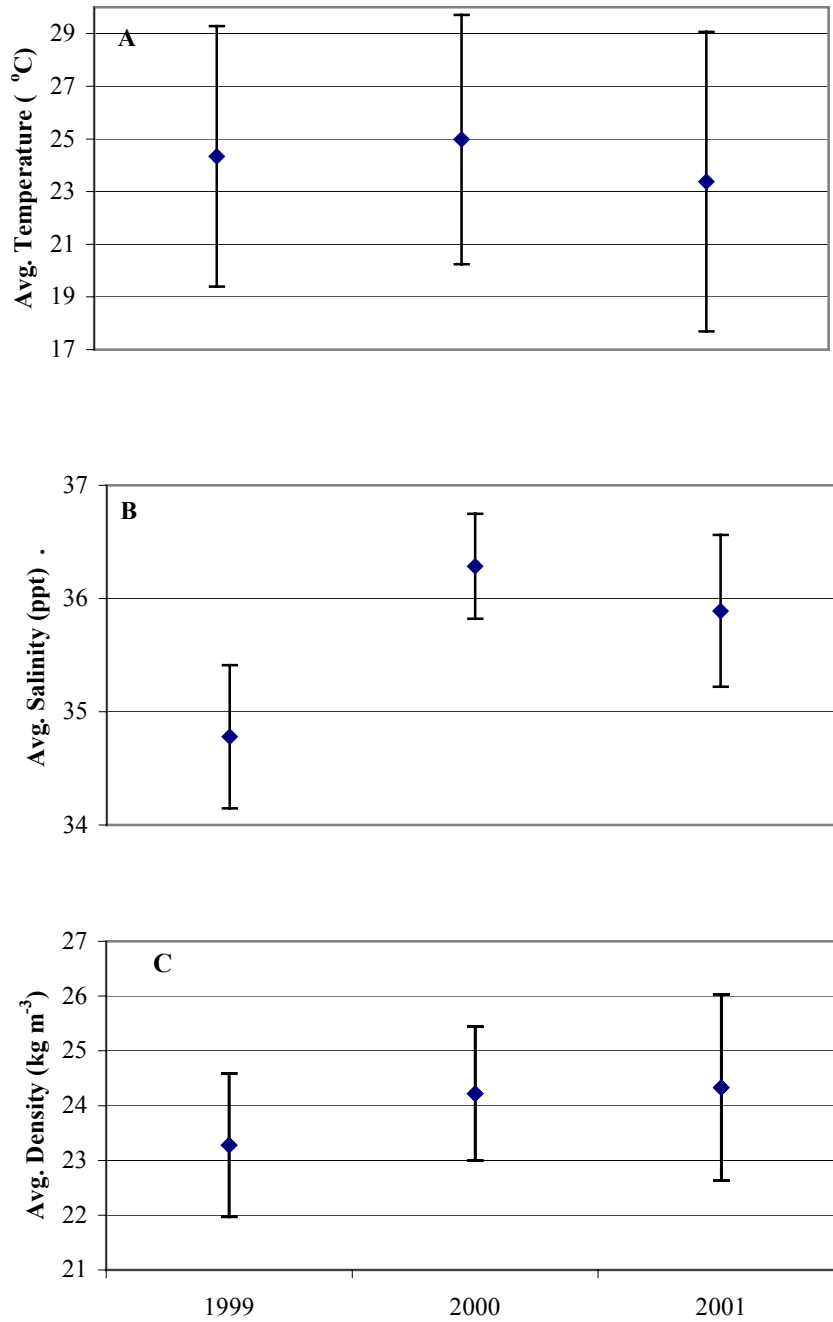 A
Avg. Temperature ( °C)
29
27
25
23
21
19
17
B
Avg. Salinity (ppt) .
37
36
35
34
C
Avg. Density (kg m-3)
27
26
25
24
23
22
21
1999 2000 2001